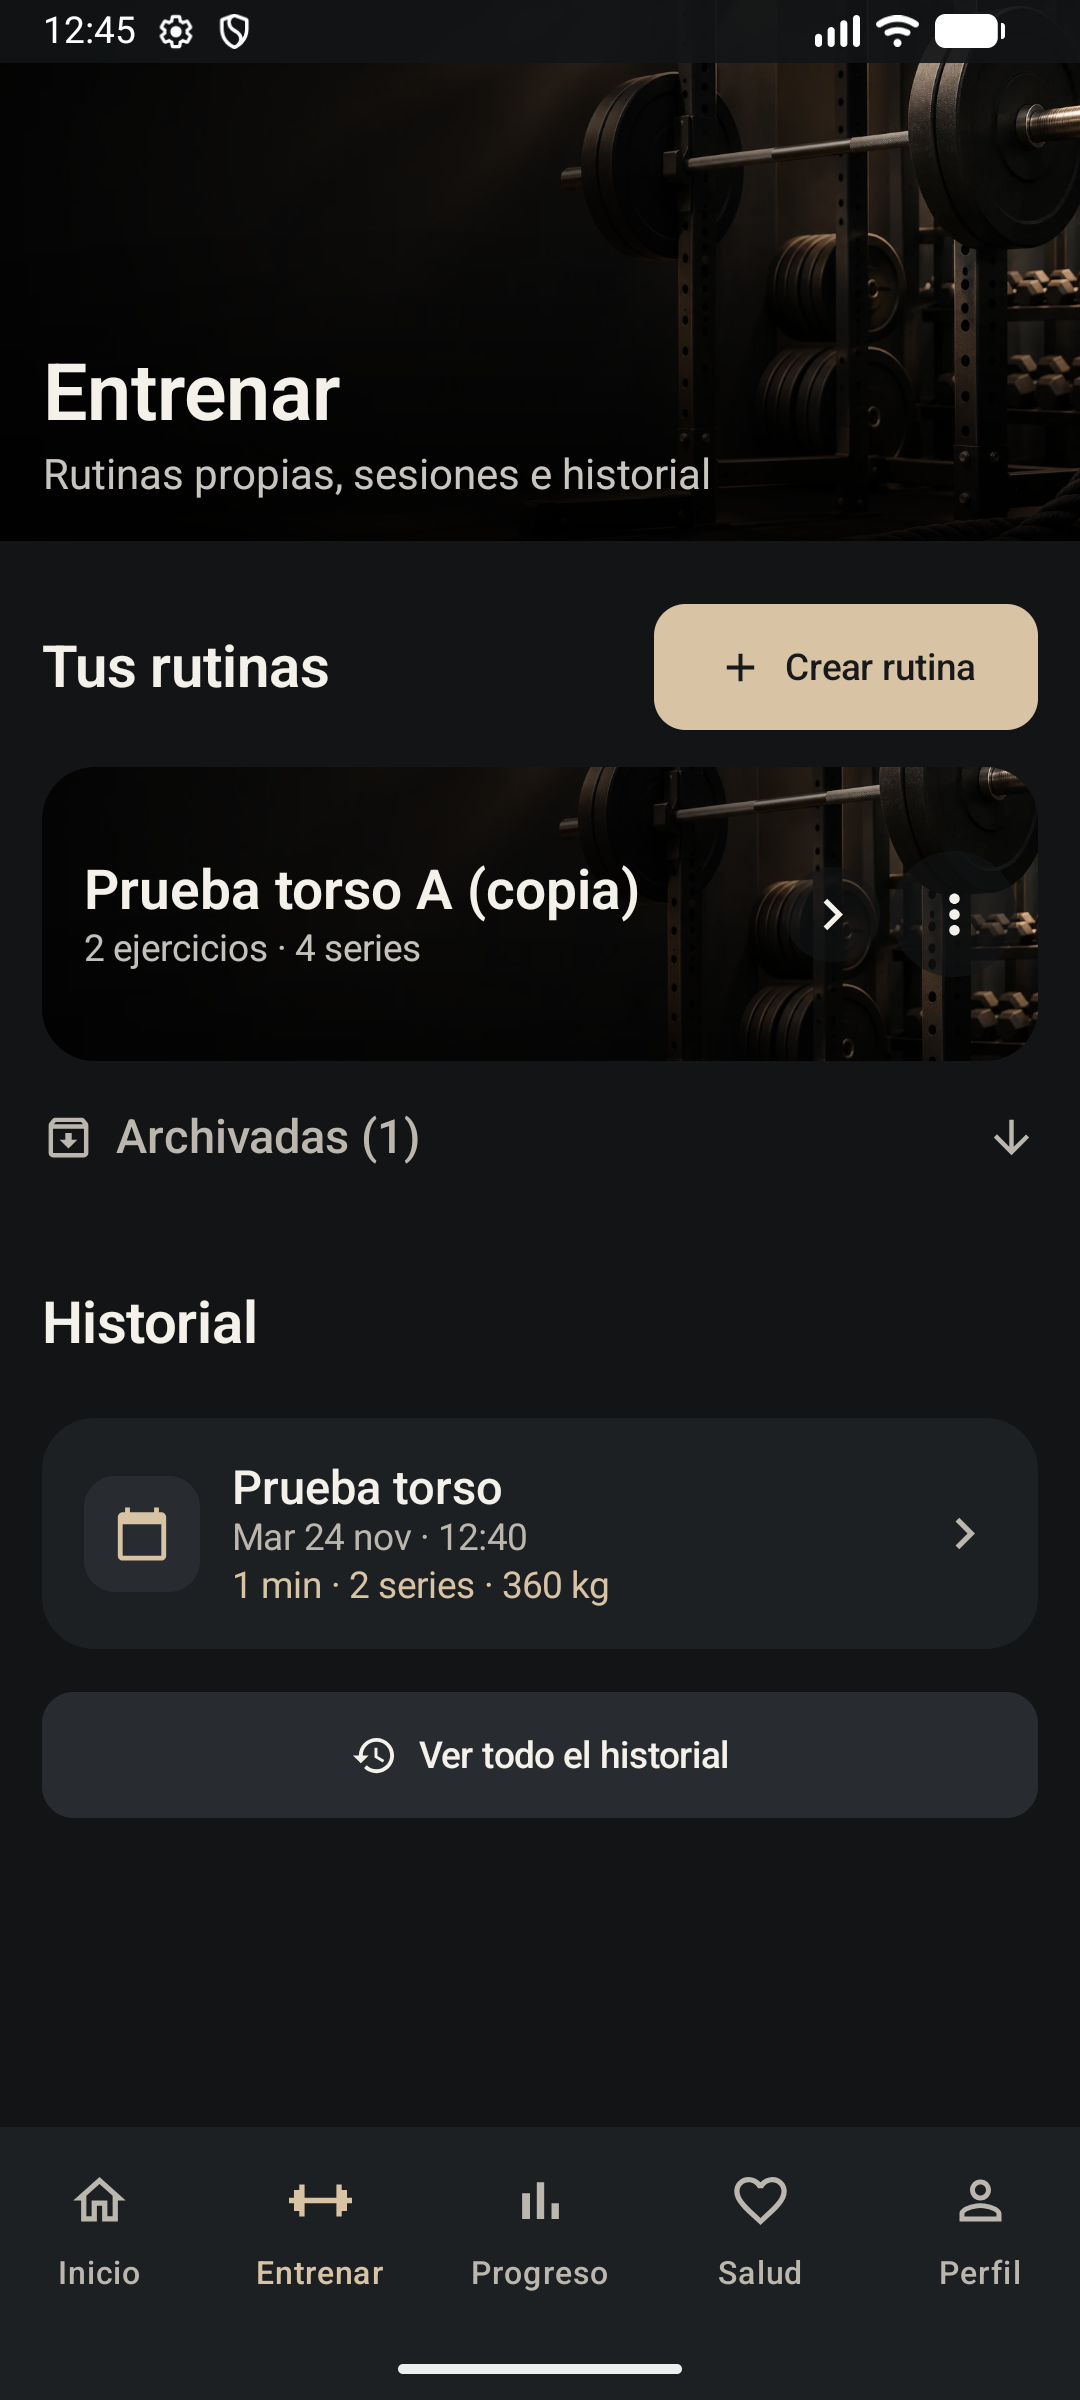 12:45
Entrenar
Rutinas propias, sesiones e historial
Tus rutinas
Crear rutina
Prueba torso A (copia)
2 ejercicios · 4 series
Archivadas (1)
Historial
Prueba torso
Mar 24 nov · 12:40
1 min · 2 series · 360 kg
Ver todo el historial
Inicio
Entrenar
Progreso
Salud
Perfil